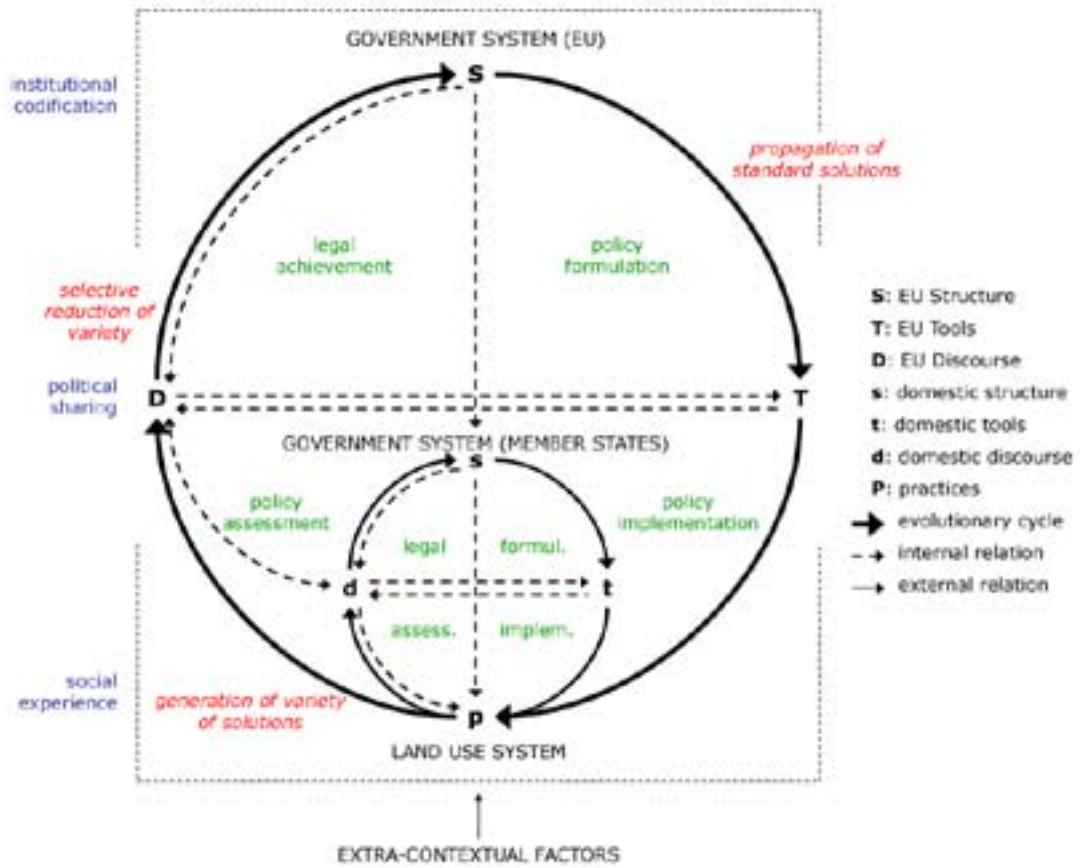 GOVERNMENT SYSTEM (EU)
S
institutional
codification
propagation of
standard solutions
legal
achievement
policy
formulation
selective
reduction of
variety
political
sharing
D
T
GOVERNMENT SYSTEM (MEMBER STATES)
s
policy
assessment
policy
implementation
legal
formul.
d
t
assess.
implem.
social
experience
generation of variety
of solutions
P
LAND USE SYSTEM
EXTRA-CONTEXTUAL FACTORS
S: EU Structure
T: EU Tools
D: EU Discourse
s: domestic structure
t: domestic tools
d: domestic discourse
P: practices
evolutionary cycle
internal relation
external relation